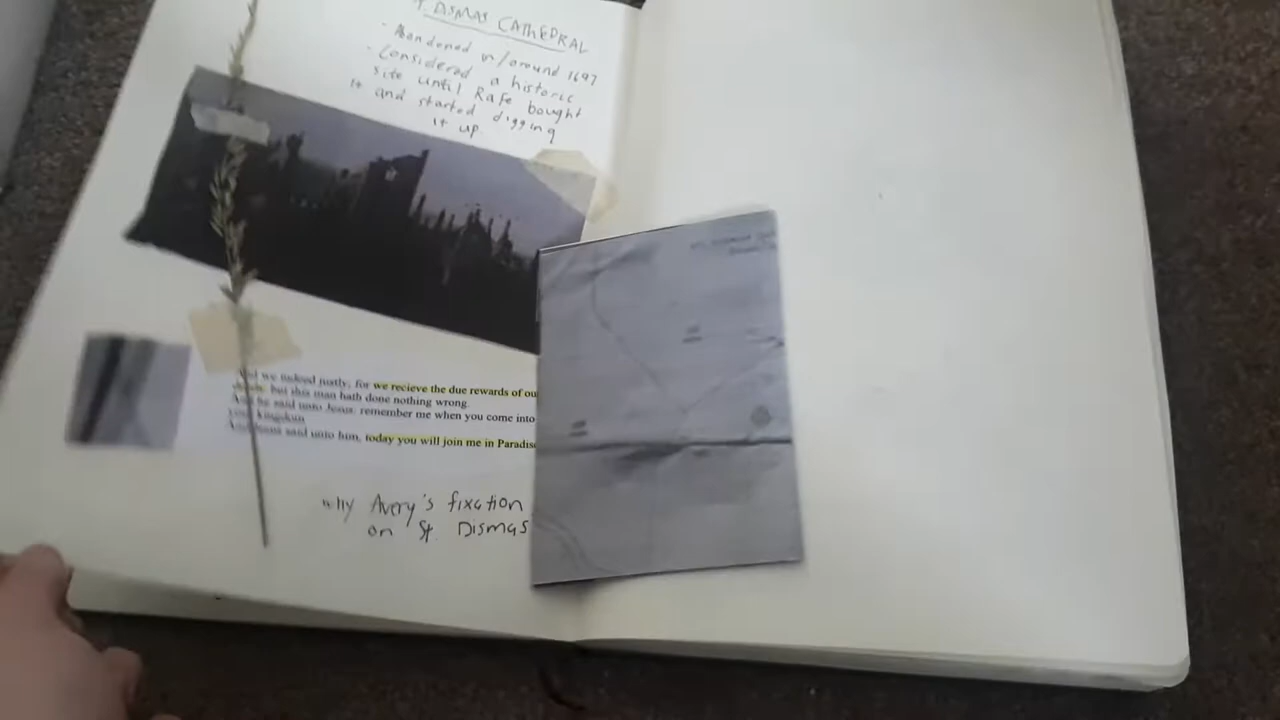 T. DISMAS CATHEDRAL
• Abandoned in/around 1697
• Considered a historic
site until Rafe bought
it and started digging
it up.
And we indeed justly, for we recieve the due rewards of ou
deeds: but this man hath done nothing wrong.
And he said unto Jesus, remember me when you come into
your kingdom
And Jesus said unto him, today you will join me in Paradise
why Avery's fixation
on St. DISMAS